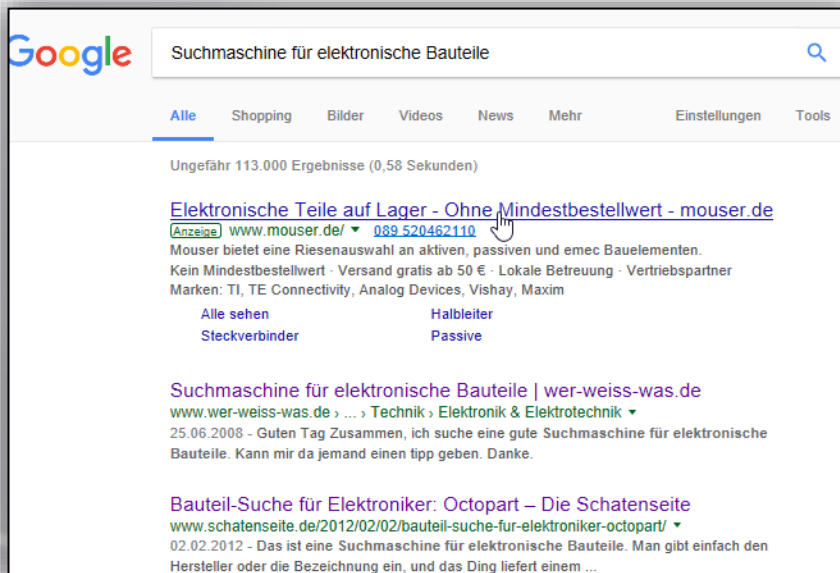 Google
Suchmaschine für elektronische Bauteile
Alle Shopping Bilder Videos News Mehr Einstellungen Tools
Ungefähr 113.000 Ergebnisse (0,58 Sekunden)
Elektronische Teile auf Lager - Ohne Mindestbestellwert - mouser.de
Anzeige www.mouser.de/ 089 520462110
Mouser bietet eine Riesenauswahl an aktiven, passiven und emec Bauelementen.
Kein Mindestbestellwert · Versand gratis ab 50 € · Lokale Betreuung · Vertriebspartner
Marken: TI, TE Connectivity, Analog Devices, Vishay, Maxim
Alle sehen Halbleiter
Steckverbinder Passive
Suchmaschine für elektronische Bauteile | wer-weiss-was.de
www.wer-weiss-was.de › ... › Technik › Elektronik & Elektrotechnik
25.06.2008 - Guten Tag Zusammen, ich suche eine gute Suchmaschine für elektronische
Bauteile. Kann mir da jemand einen tipp geben. Danke.
Bauteil-Suche für Elektroniker: Octopart – Die Schatenseite
www.schatenseite.de/2012/02/02/bauteil-suche-fur-elektroniker-octopart/
02.02.2012 - Das ist eine Suchmaschine für elektronische Bauteile. Man gibt einfach den
Hersteller oder die Bezeichnung ein, und das Ding liefert einem ...